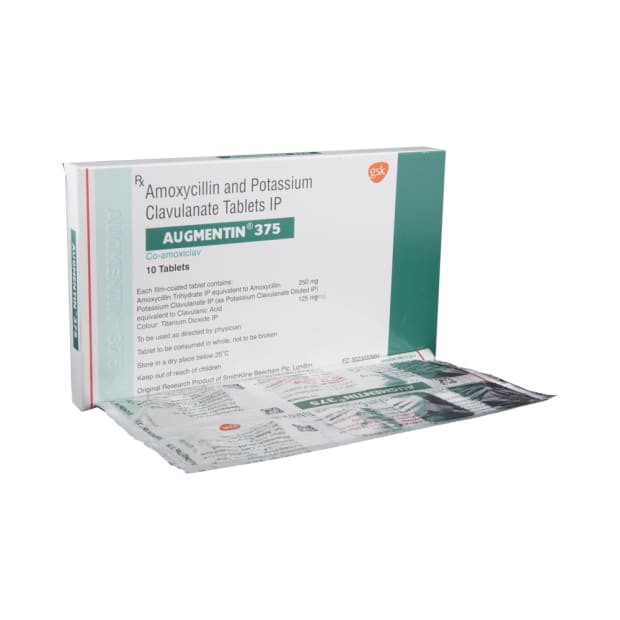 Rx Amoxycillin and Potassium
Clavulanate Tablets IP
AUGMENTIN® 375
Co-amoxiclav
10 Tablets
Each film-coated tablet contains:
Amoxycillin Trihydrate IP equivalent to Amoxycillin 250 mg
Potassium Clavulanate IP (as Potassium Clavulanate Diluted IP)
equivalent to Clavulanic Acid 125 mg
Colour: Titanium Dioxide IP
To be used as directed by physician
Tablet to be consumed in whole, not to be broken
Store in a dry place below 25°C
Keep out of reach of children
Original Research Product of SmithKline Beecham Plc, London
gsk
AUGMENTIN 375
AUGMENTIN® 375
AUGMENTIN 375